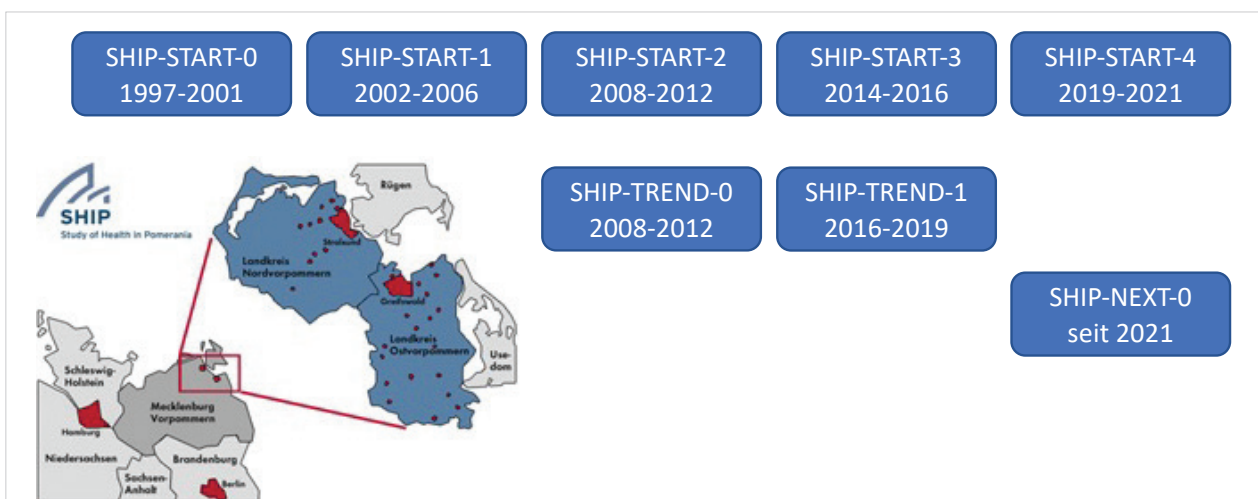 SHIP-START-0
1997-2001
SHIP-START-1
2002-2006
SHIP-START-2
2008-2012
SHIP-START-3
2014-2016
SHIP-START-4
2019-2021
SHIP-TREND-0
2008-2012
SHIP-TREND-1
2016-2019
SHIP-NEXT-0
seit 2021
SHIP
Study of Health in Pomerania
Rügen
Stralsund
Landkreis
Nordvorpommern
Greifswald
Landkreis
Ostvorpommern
Use-
dom
Schleswig-
Holstein
Mecklenburg
Vorpommern
Hamburg
Niedersachsen
Brandenburg
Sachsen-
Anhalt
Berlin